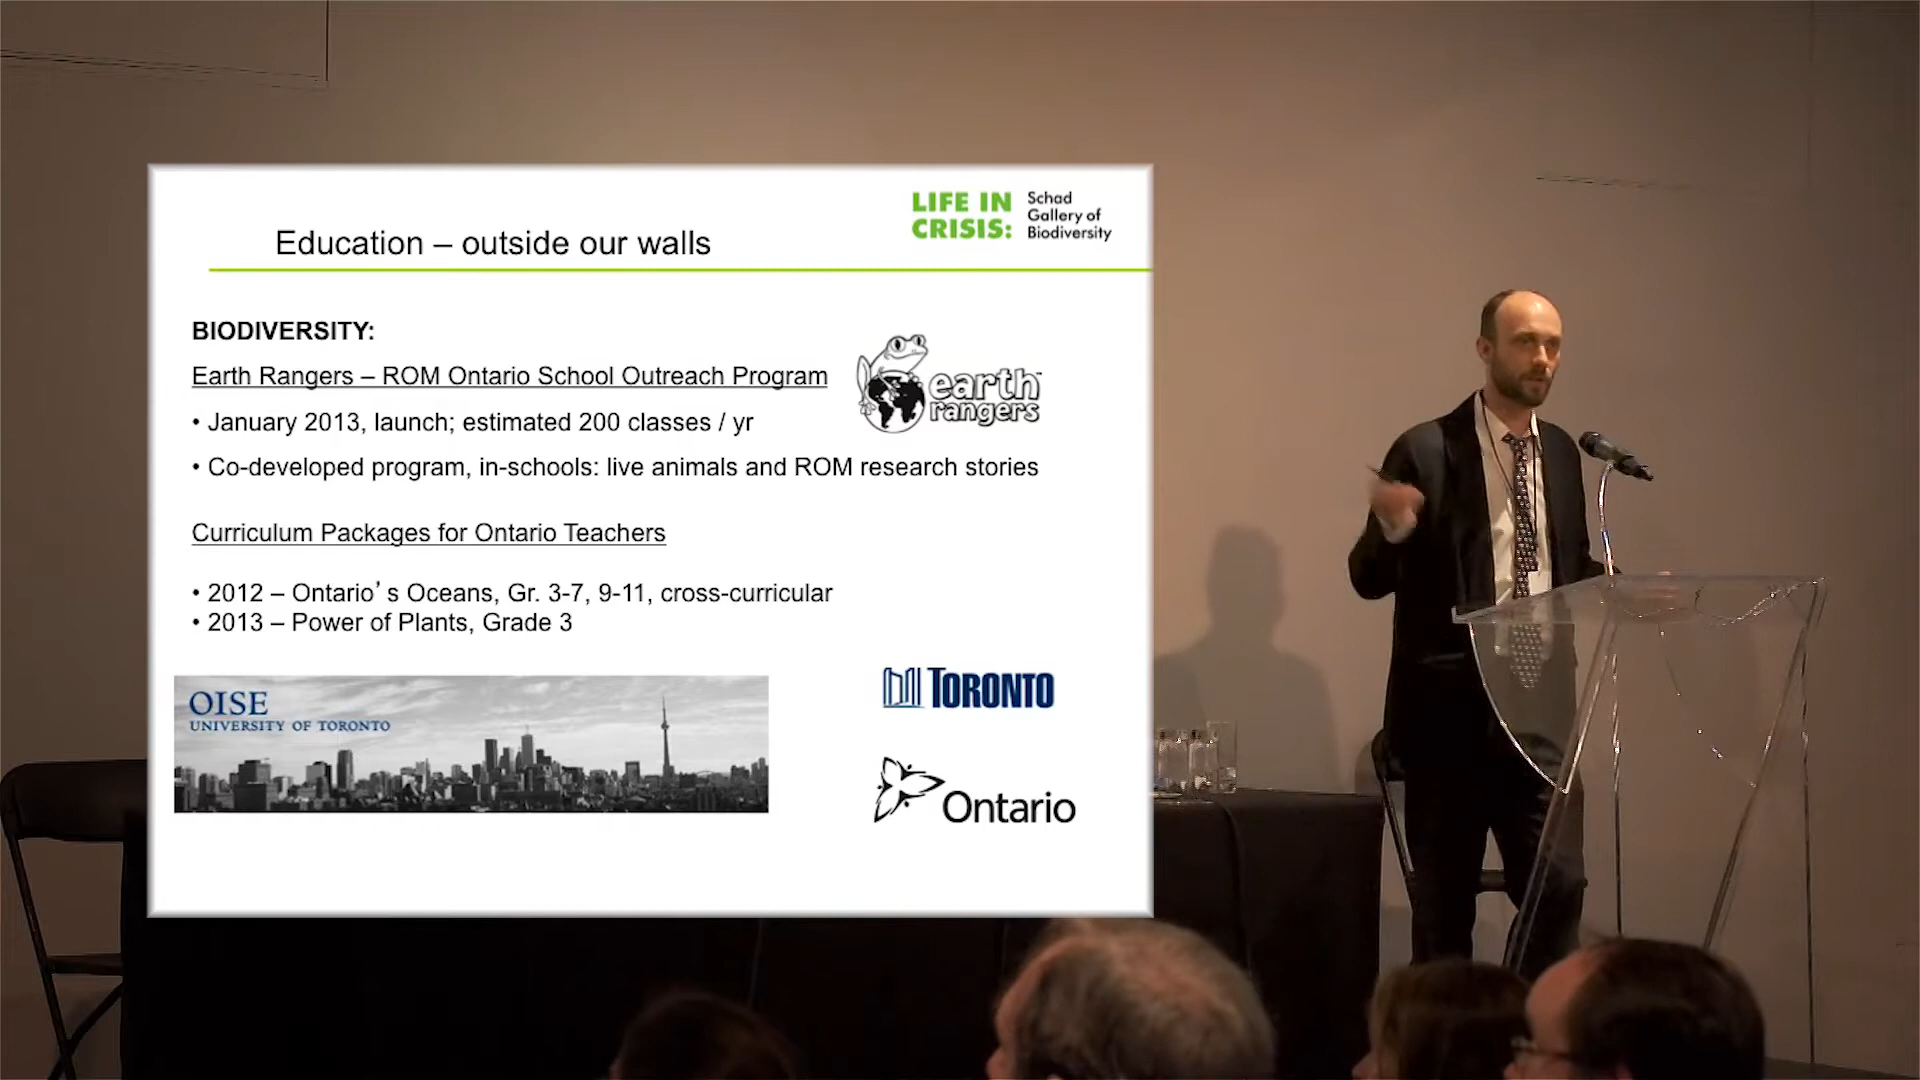 LIFE IN
CRISIS:
Schad
Gallery of
Biodiversity
Education – outside our walls
BIODIVERSITY:
Earth Rangers – ROM Ontario School Outreach Program
earth
rangers
• January 2013, launch; estimated 200 classes / yr
• Co-developed program, in-schools: live animals and ROM research stories
Curriculum Packages for Ontario Teachers
• 2012 – Ontario’s Oceans, Gr. 3-7, 9-11, cross-curricular
• 2013 – Power of Plants, Grade 3
OISE
UNIVERSITY OF TORONTO
TORONTO
Ontario